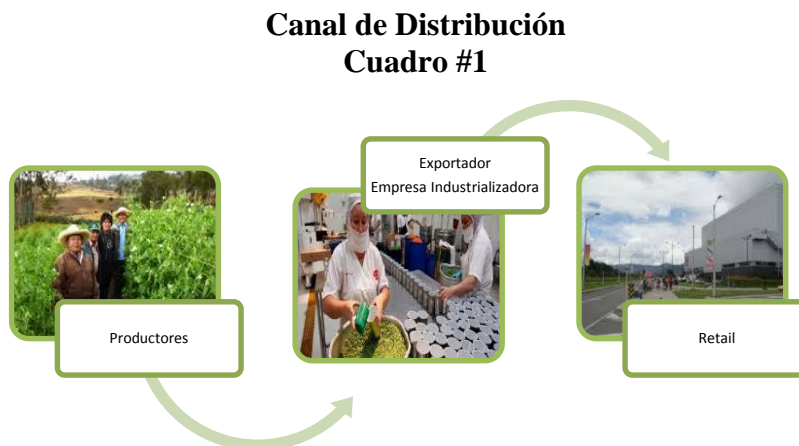 Canal de Distribución
Cuadro #1
Productores
Exportador
Empresa Industrializadora
Retail